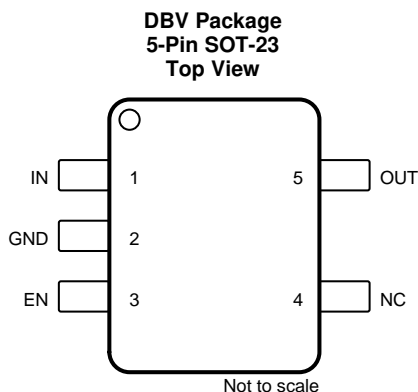 DBV Package
5-Pin SOT-23
Top View
IN 1 5 OUT
GND 2
EN 3 4 NC
Not to scale